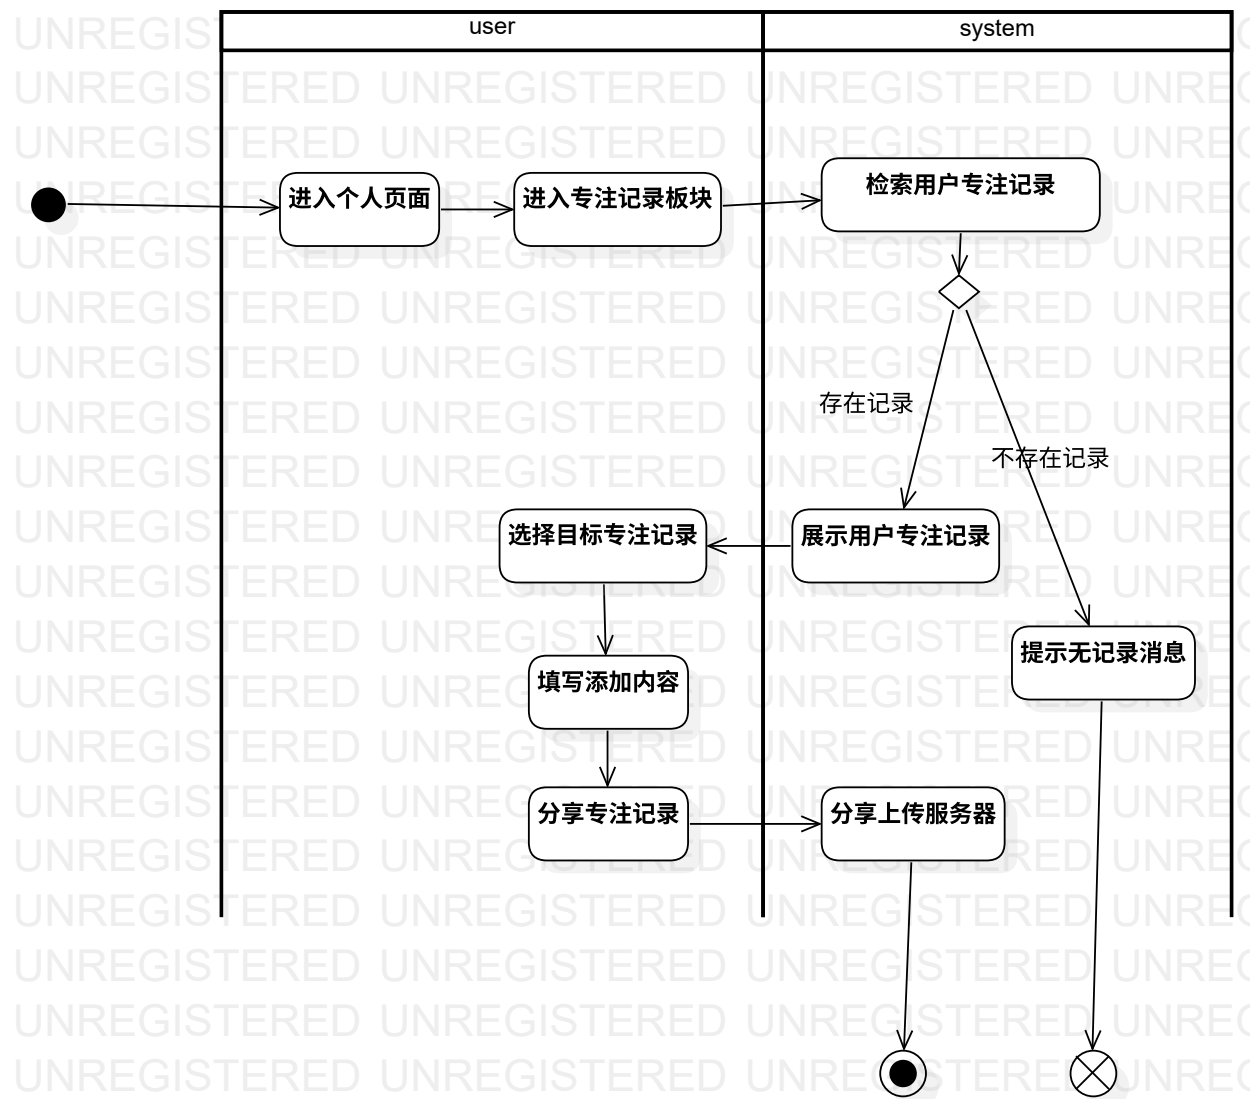 user
system
进入个人页面
进入专注记录板块
检索用户专注记录
存在记录
不存在记录
选择目标专注记录
展示用户专注记录
填写添加内容
提示无记录消息
分享专注记录
分享上传服务器
UNREGISTERED